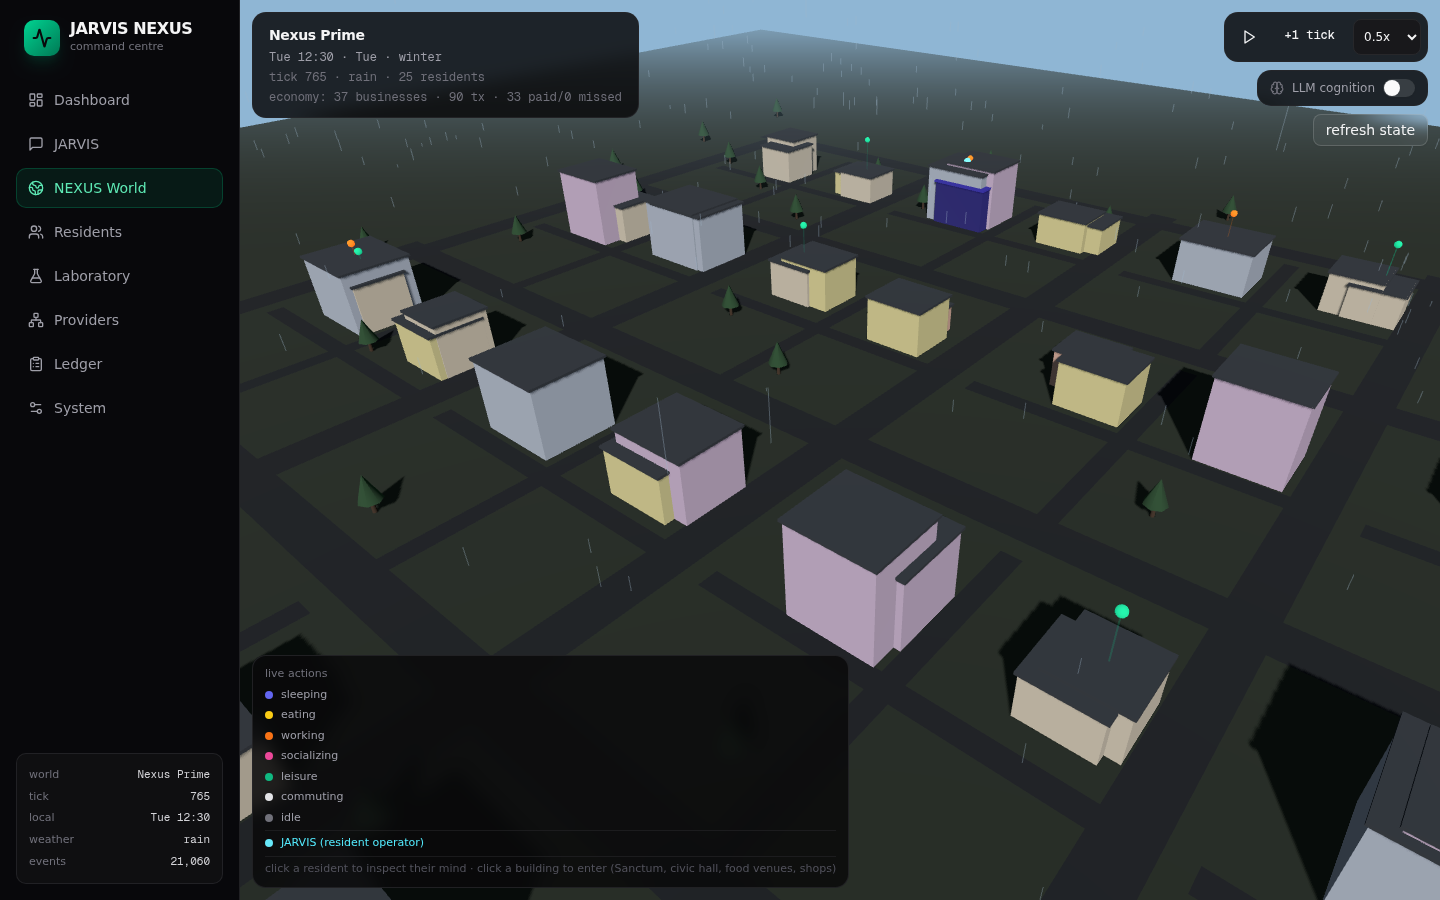 JARVIS NEXUS
command centre
Dashboard
JARVIS
NEXUS World
Residents
Laboratory
Providers
Ledger
System
world Nexus Prime
tick 765
local Tue 12:30
weather rain
events 21,060
Nexus Prime
Tue 12:30 · Tue · winter
tick 765 · rain · 25 residents
economy: 37 businesses · 90 tx · 33 paid/0 missed
+1 tick 0.5x
LLM cognition
refresh state
live actions
sleeping
eating
working
socializing
leisure
commuting
idle
JARVIS (resident operator)
click a resident to inspect their mind · click a building to enter (Sanctum, civic hall, food venues, shops)